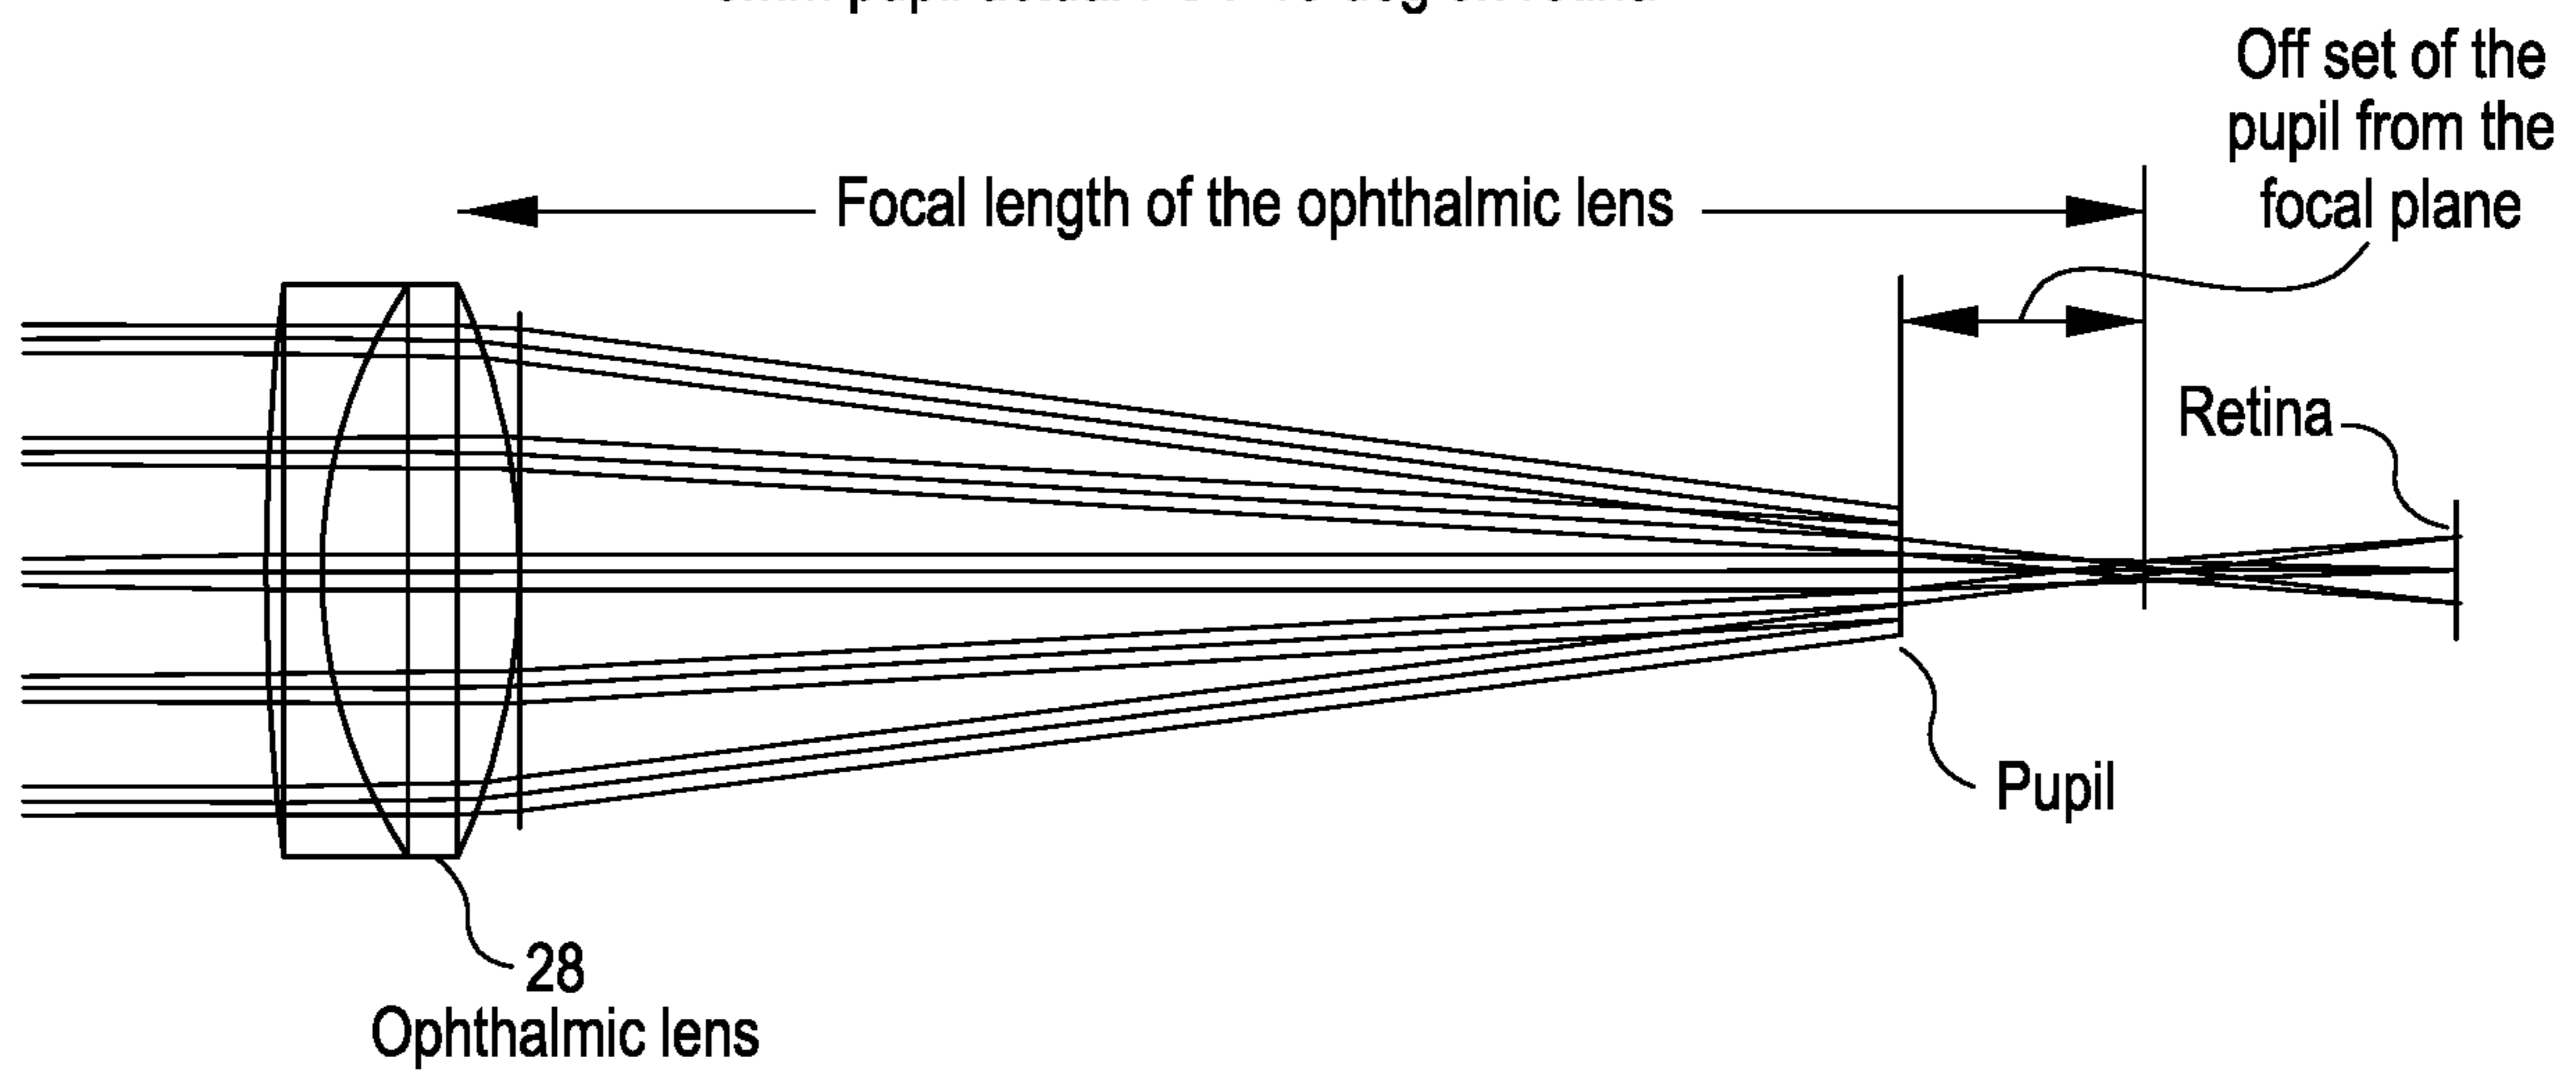 Off set of the
pupil from the
focal plane
Focal length of the ophthalmic lens
Retina
Pupil
28
Ophthalmic lens